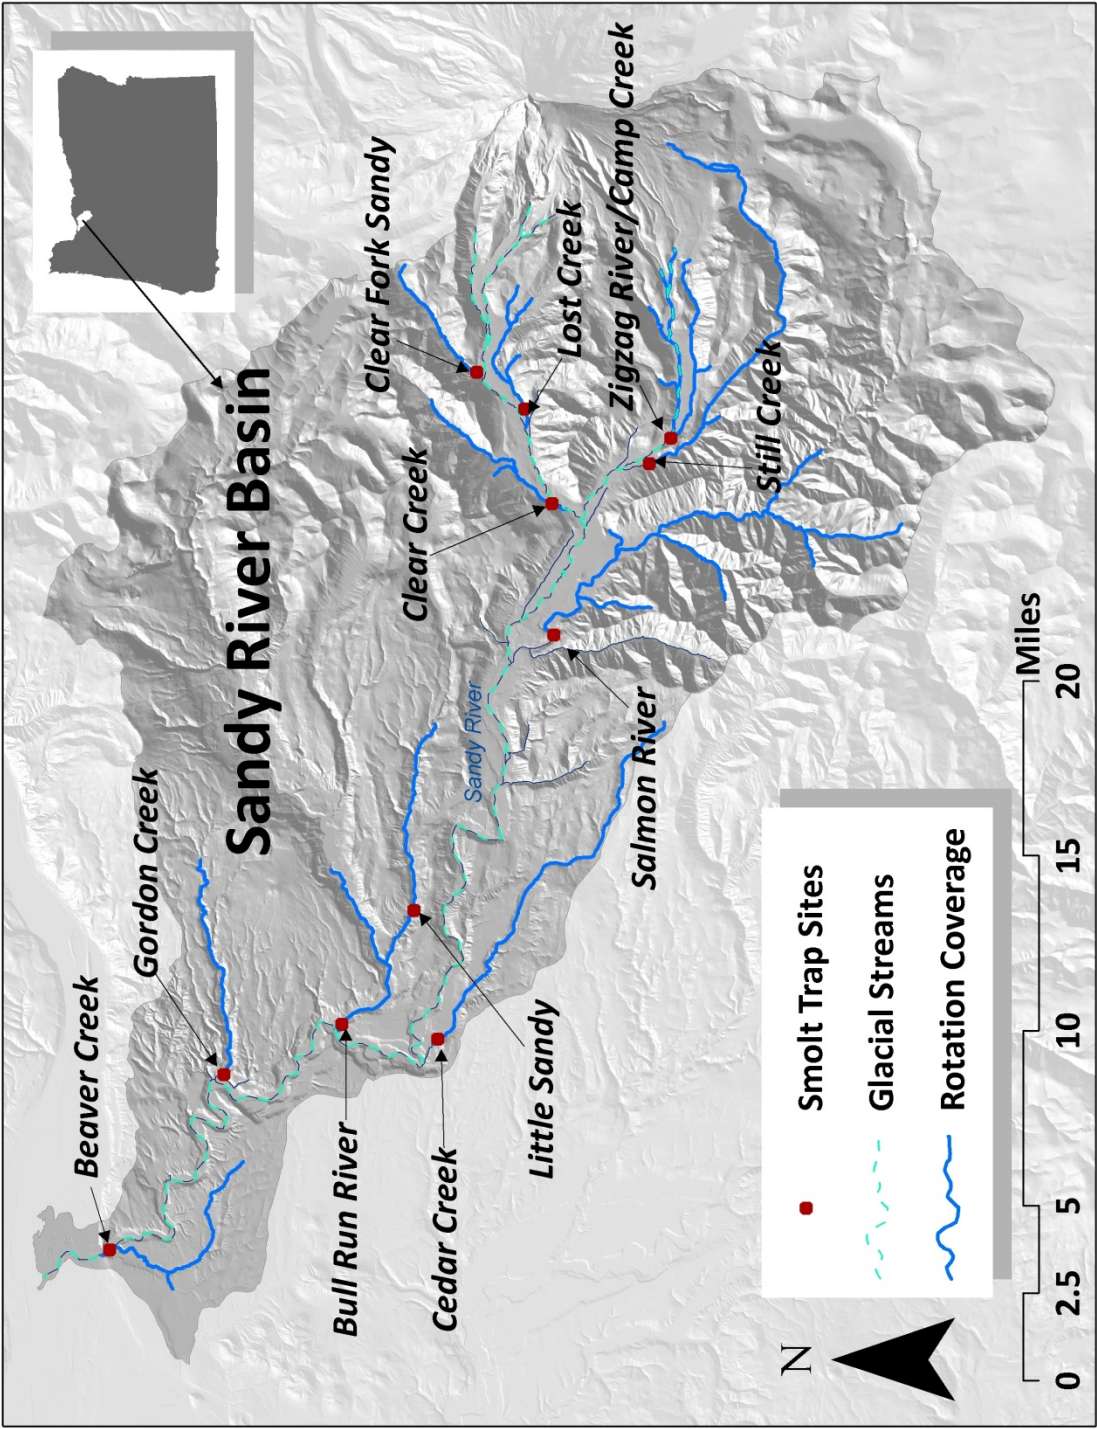 Sandy River Basin
Beaver Creek
Gordon Creek
Bull Run River
Cedar Creek
Little Sandy
Sandy River
Salmon River
Clear Creek
Clear Fork Sandy
Lost Creek
Zigzag River/Camp Creek
Still Creek
N
Smolt Trap Sites
Glacial Streams
Rotation Coverage
0 2.5 5 10 15 20
Miles